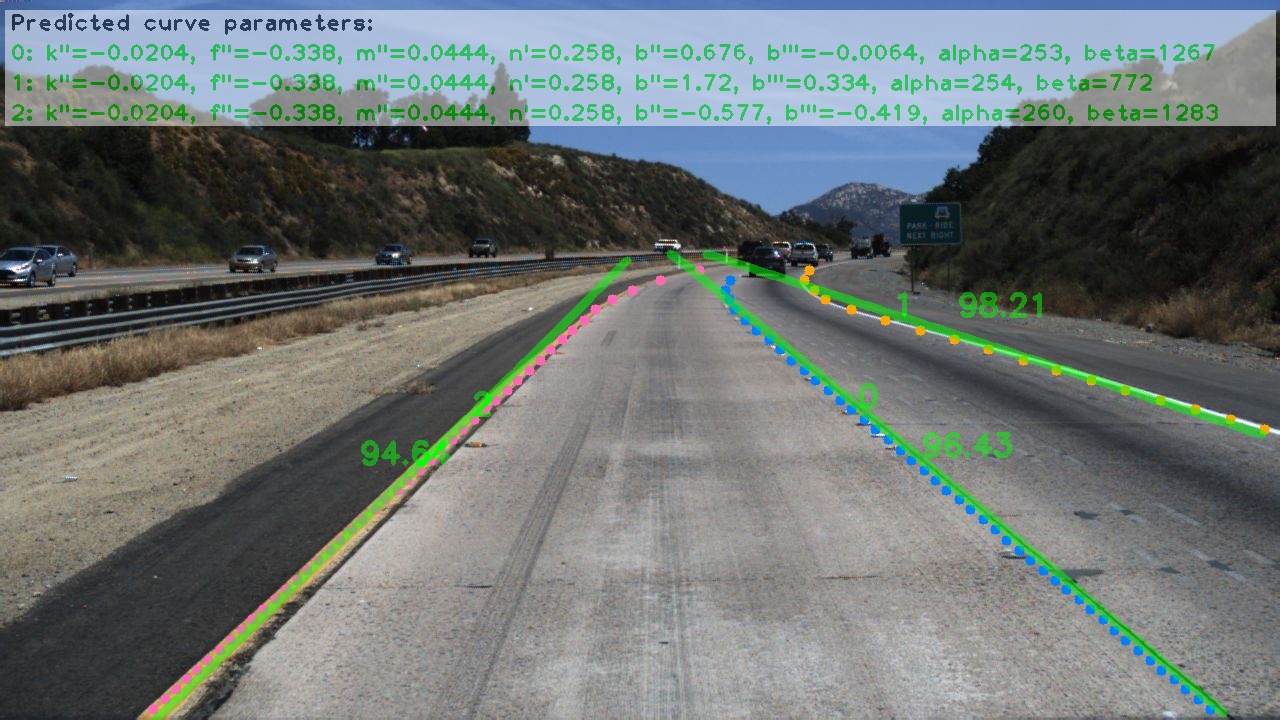 Predicted curve parameters:
0: k''=-0.0204, f''=-0.338, m''=0.0444, n'=0.258, b''=0.676, b'''=-0.0064, alpha=253, beta=1267
1: k''=-0.0204, f''=-0.338, m''=0.0444, n'=0.258, b''=1.72, b'''=0.334, alpha=254, beta=772
2: k''=-0.0204, f''=-0.338, m''=0.0444, n'=0.258, b''=-0.577, b'''=-0.419, alpha=260, beta=1283
PARK - RIDE
NEXT RIGHT
1 98.21
2
0
96.43